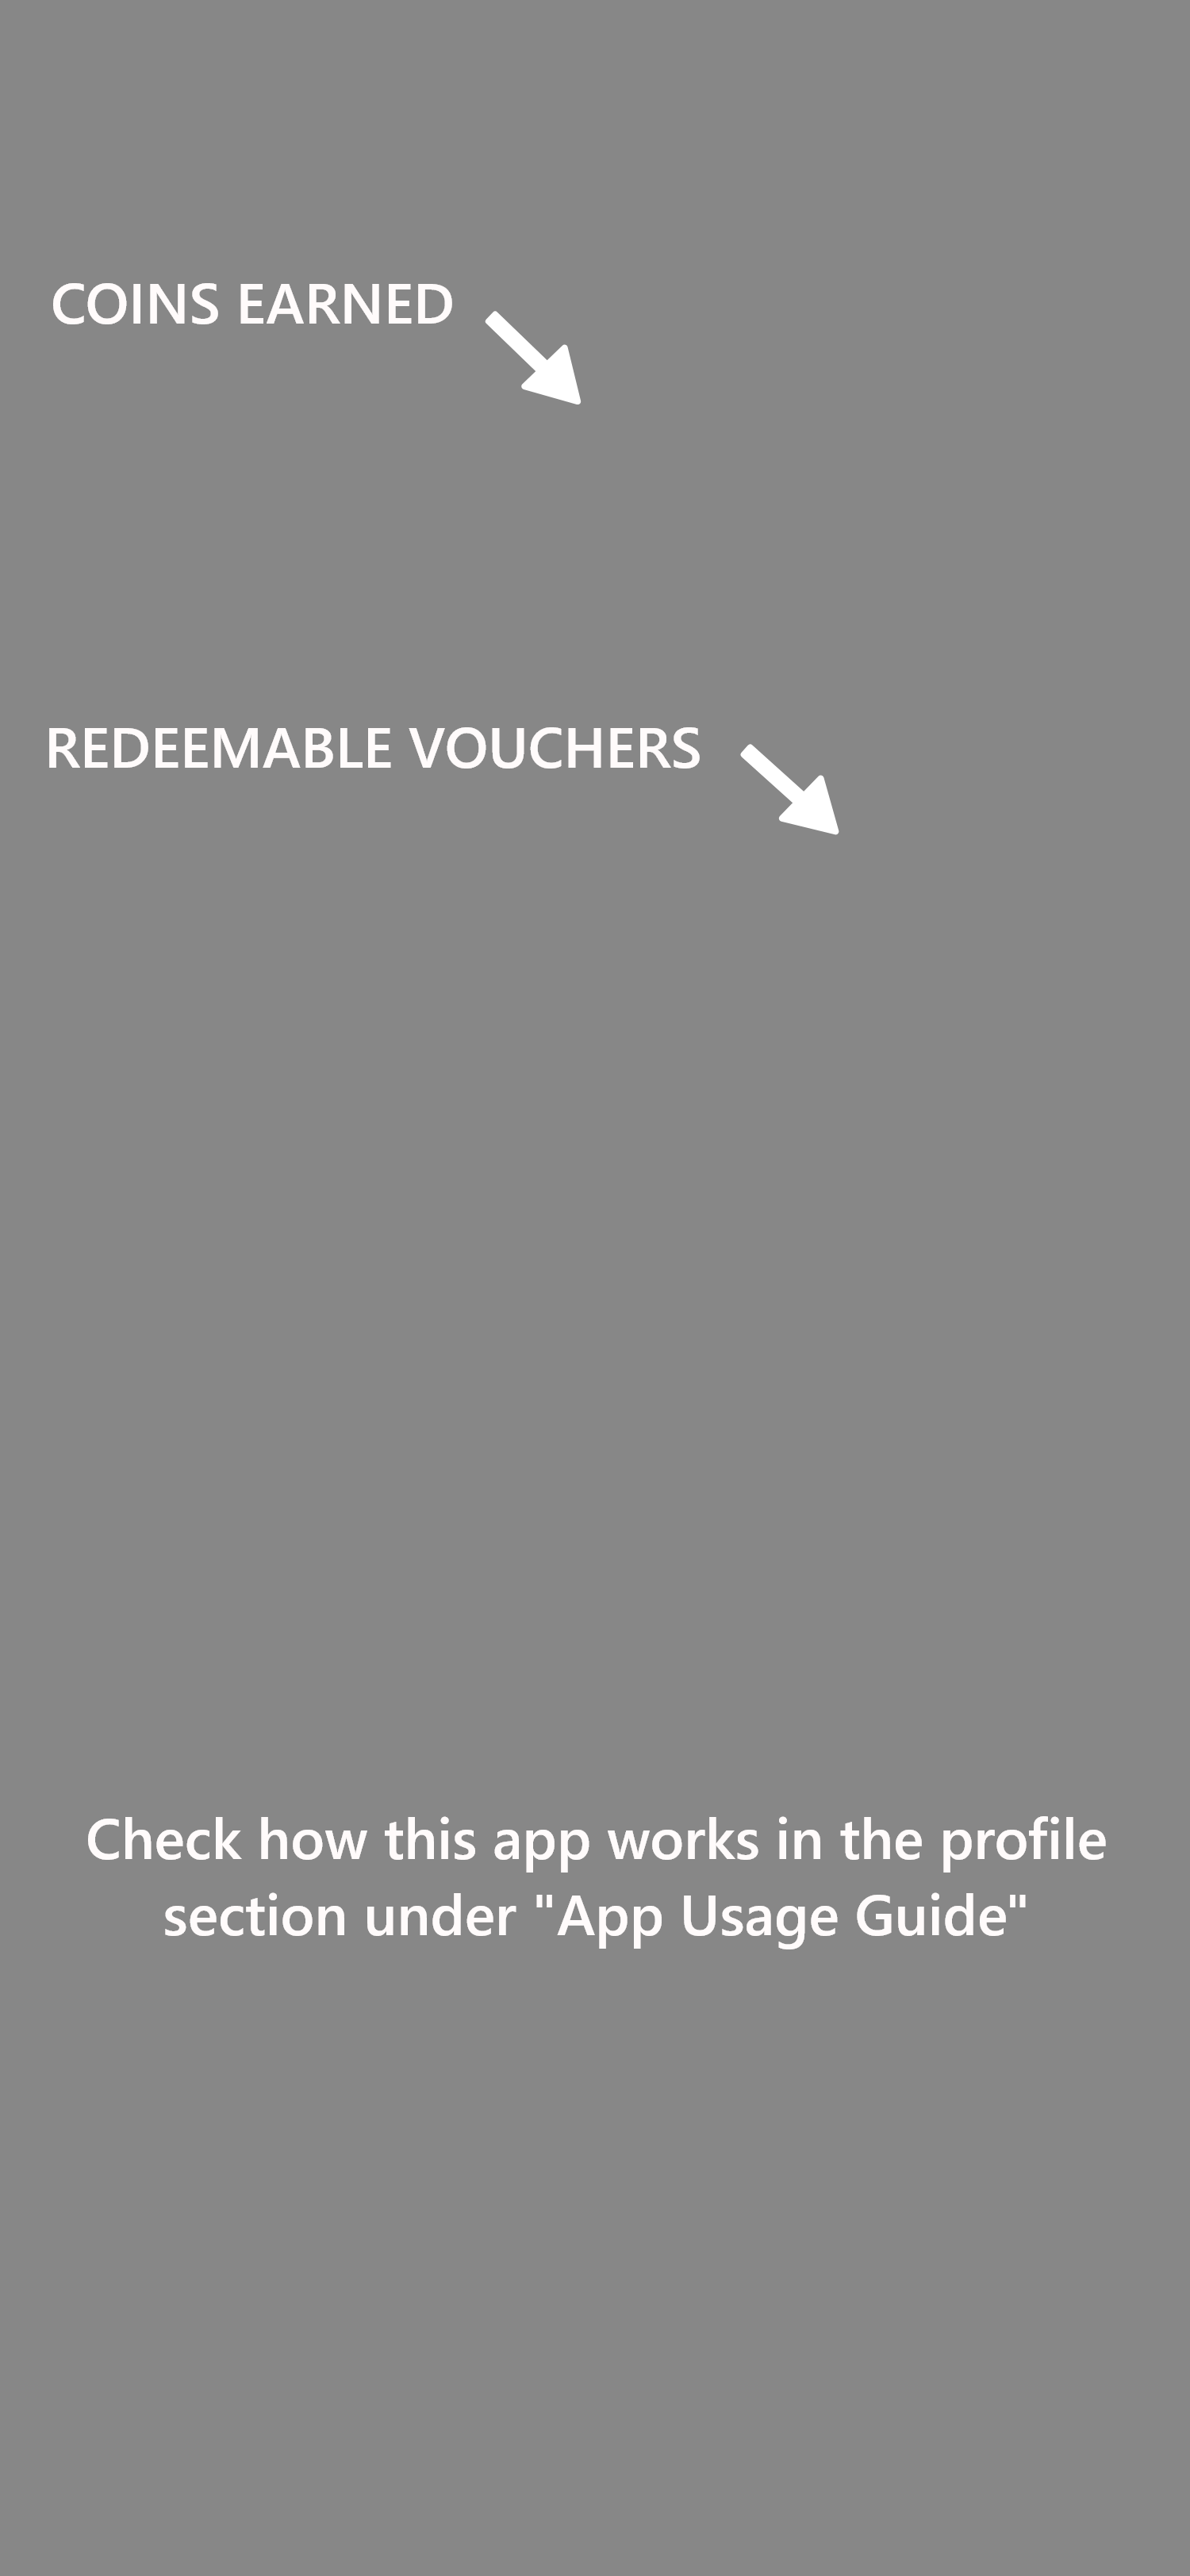 COINS EARNED
REDEEMABLE VOUCHERS
Check how this app works in the profile
section under "App Usage Guide"